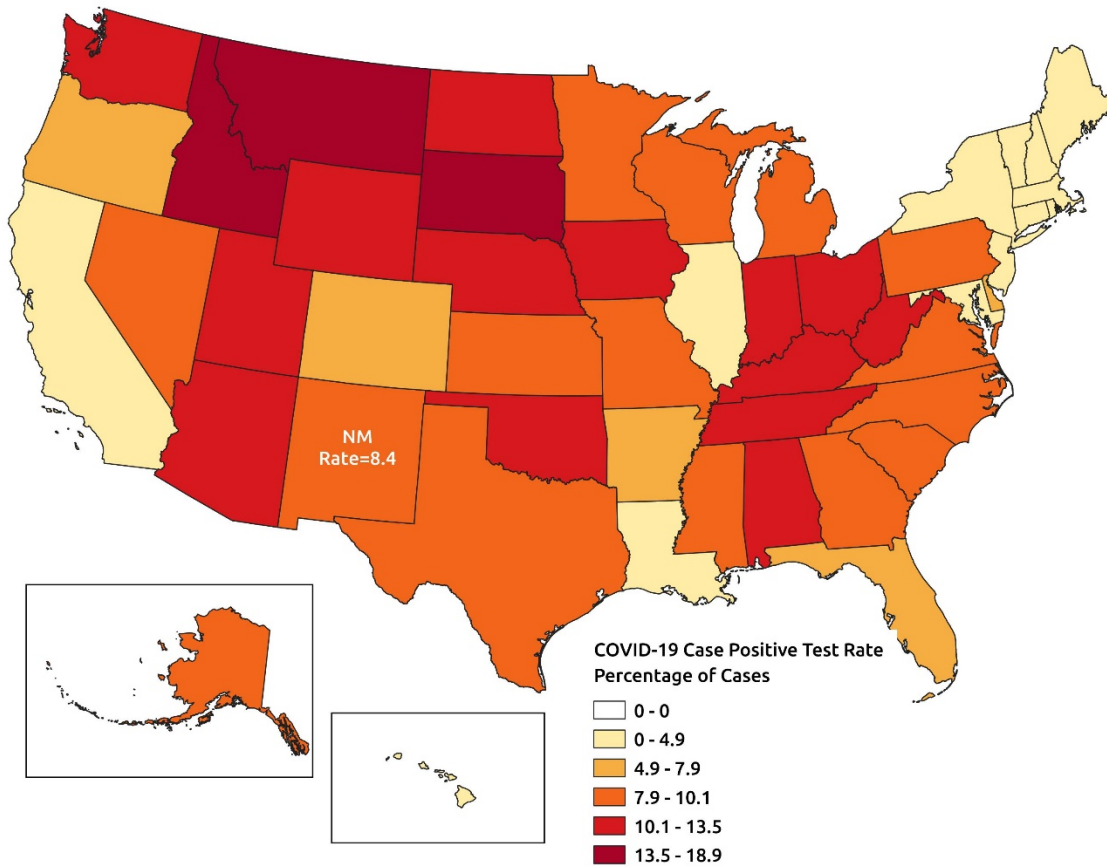 NM
Rate=8.4
COVID-19 Case Positive Test Rate
Percentage of Cases
0 - 0
0 - 4.9
4.9 - 7.9
7.9 - 10.1
10.1 - 13.5
13.5 - 18.9